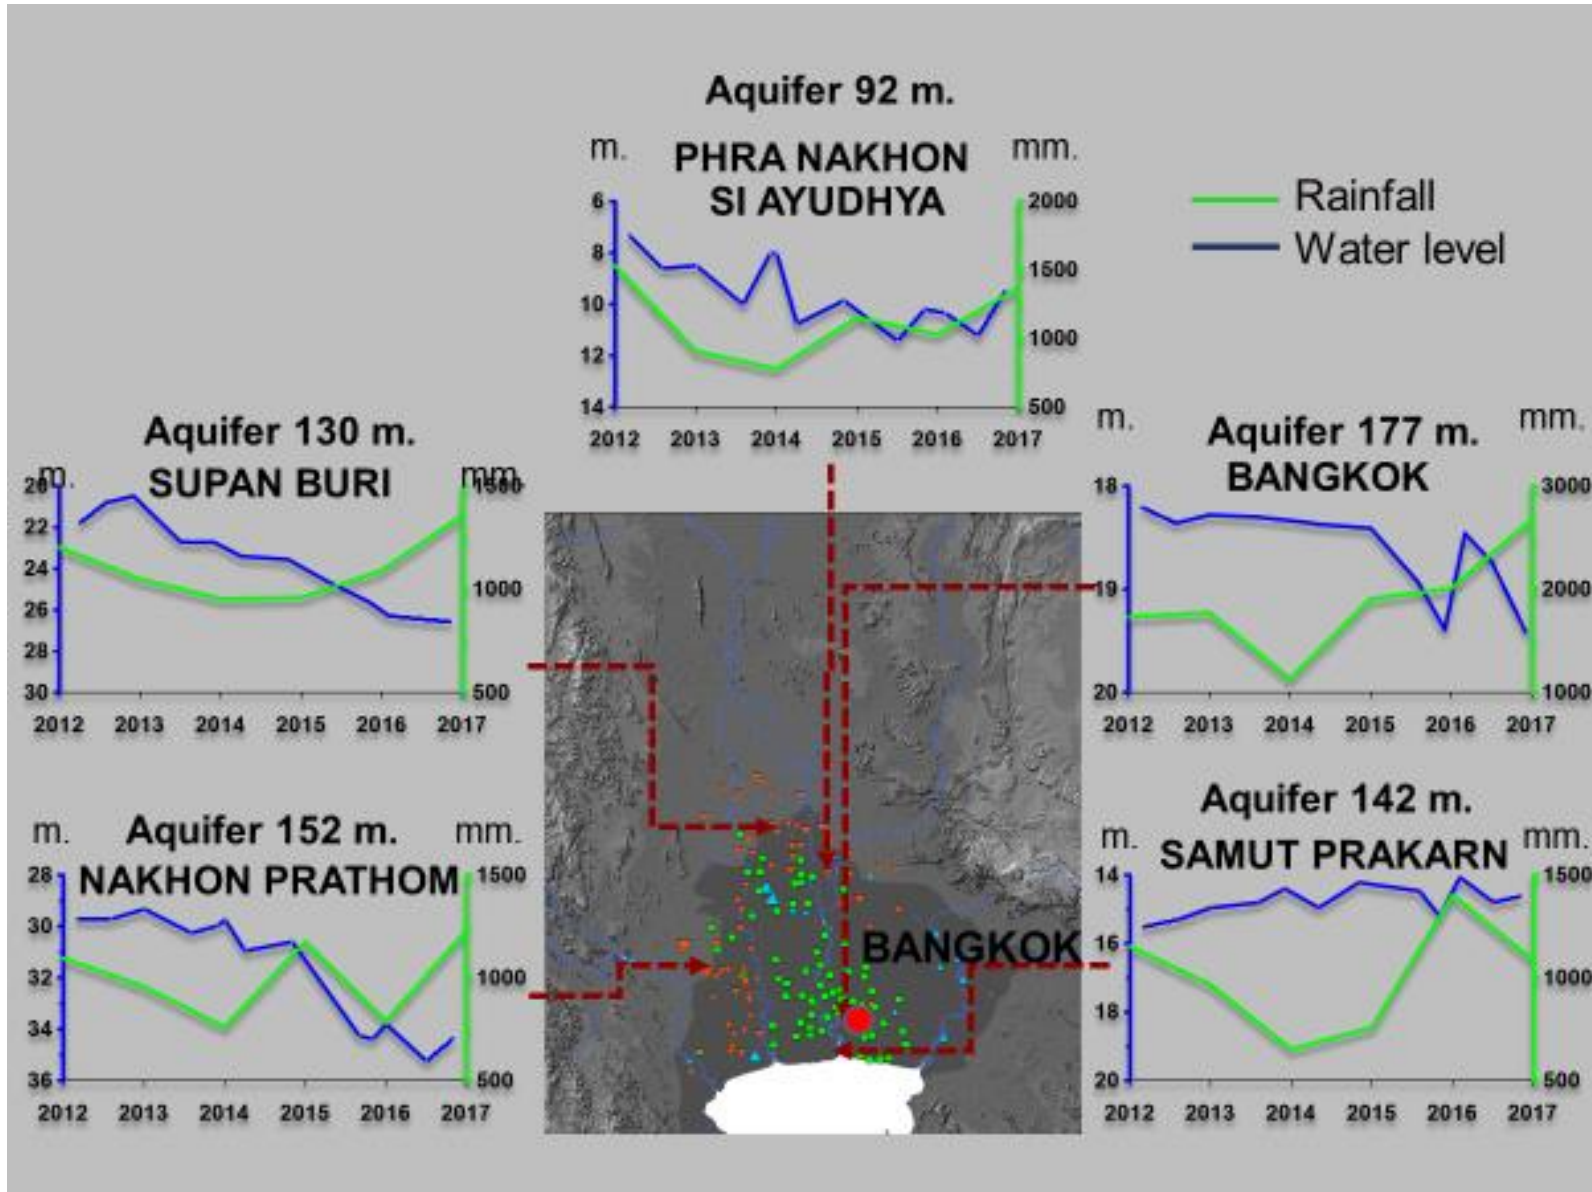 Aquifer 92 m.
m.
PHRA NAKHON
mm.
SI AYUDHYA
6
2000
8
1500
10
1000
12
14
500
2012 2013 2014 2015 2016 2017
Rainfall
Water level
Aquifer 130 m.
m.
SUPAN BURI
mm.
20
1500
22
24
1000
26
28
30
500
2012 2013 2014 2015 2016 2017
m.
Aquifer 177 m.
mm.
BANGKOK
18
3000
19
2000
20
1000
2012 2013 2014 2015 2016 2017
m.
Aquifer 152 m.
mm.
NAKHON PRATHOM
28
1500
30
32
1000
34
36
500
2012 2013 2014 2015 2016 2017
BANGKOK
Aquifer 142 m.
m.
mm.
SAMUT PRAKARN
14
1500
16
1000
18
20
500
2012 2013 2014 2015 2016 2017